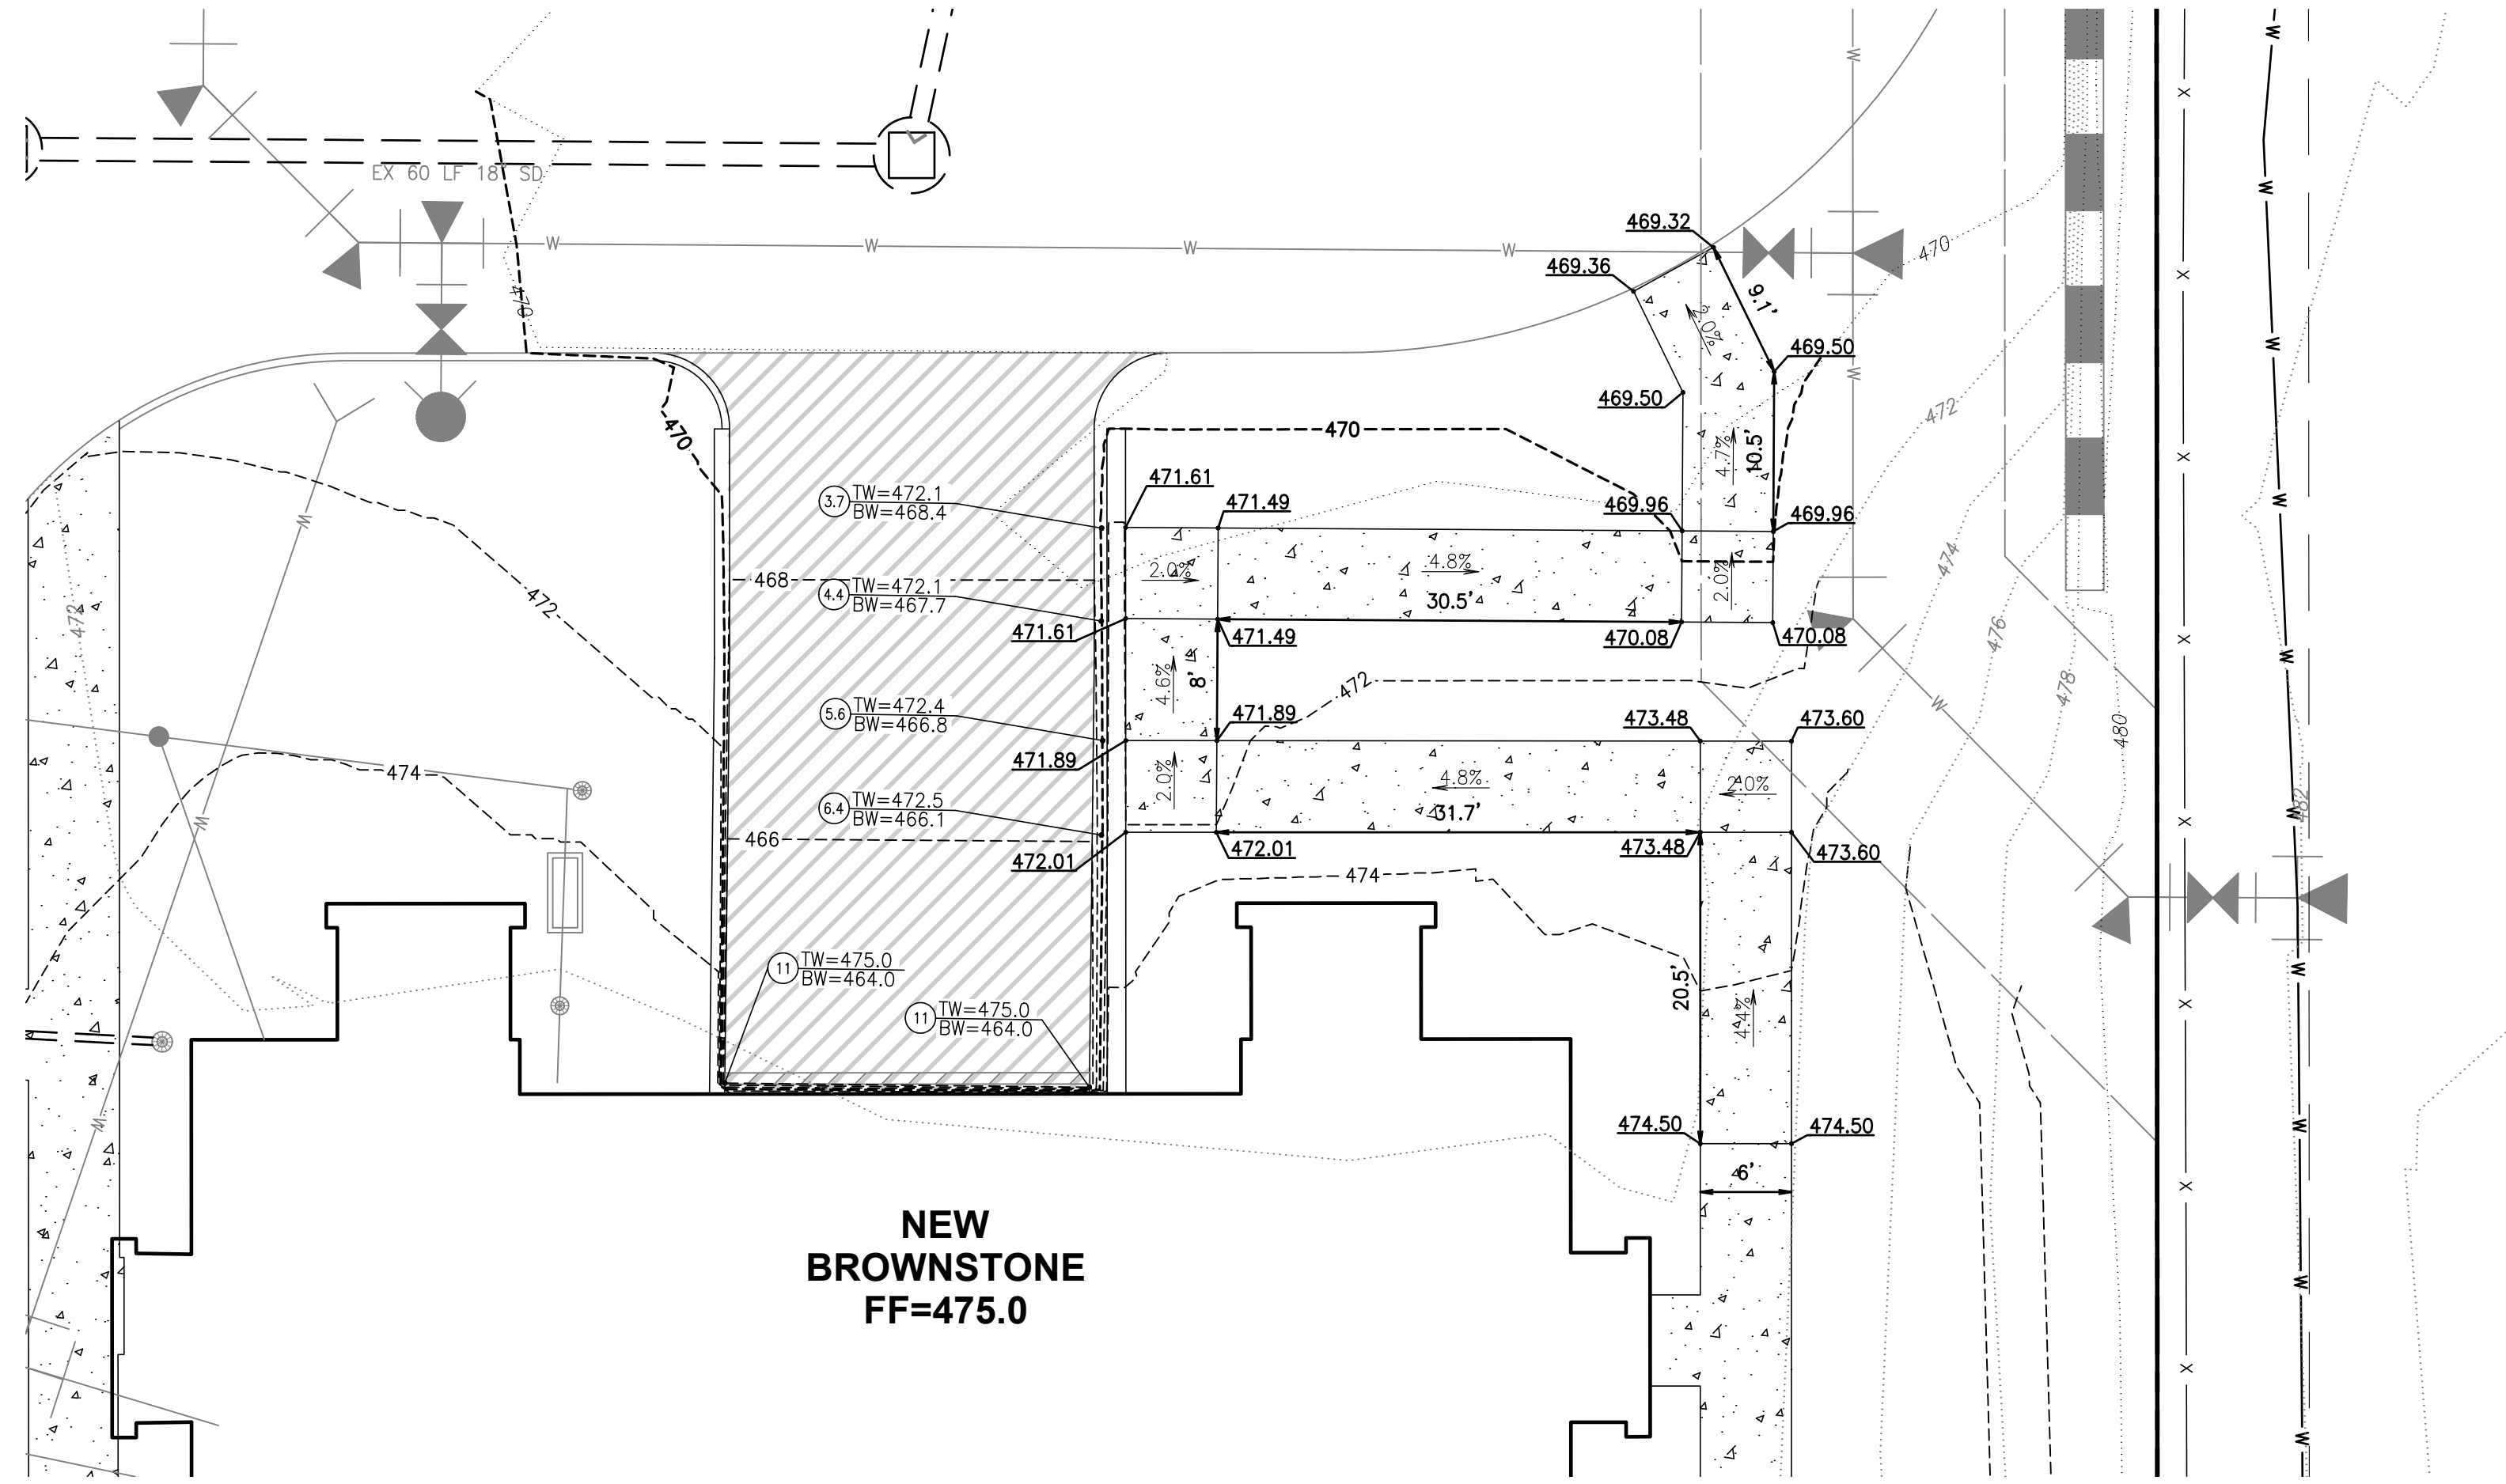 W
EX 60 LF 18" SD
W
W
W
W
W
W
W
469.32
469.36
470
470
9.1'
2.0%
469.50
469.50
W
W
472
470
470
471.61
471.49
4.7%
10.5'
469.96
469.96
3.7
TW=472.1
BW=468.4
W
W
468
2.0%
4.8%
2.0%
474
4.4
TW=472.1
BW=467.7
30.5'
472
472
471.61
471.49
470.08
470.08
476
4.6%
8'
472
W
478
W
5.6
TW=472.4
BW=466.8
471.89
473.48
473.60
480
471.89
474
2.0%
4.8%
2.0%
6.4
TW=472.5
BW=466.1
31.7'
482
W
W
466
472.01
472.01
473.48
473.60
474
11
TW=475.0
BW=464.0
W
20.5'
11
TW=475.0
BW=464.0
4.4%
W
474.50
474.50
W
6'
NEW
BROWNSTONE
FF=475.0
W
W
X
X
X
X
X
X
X
X